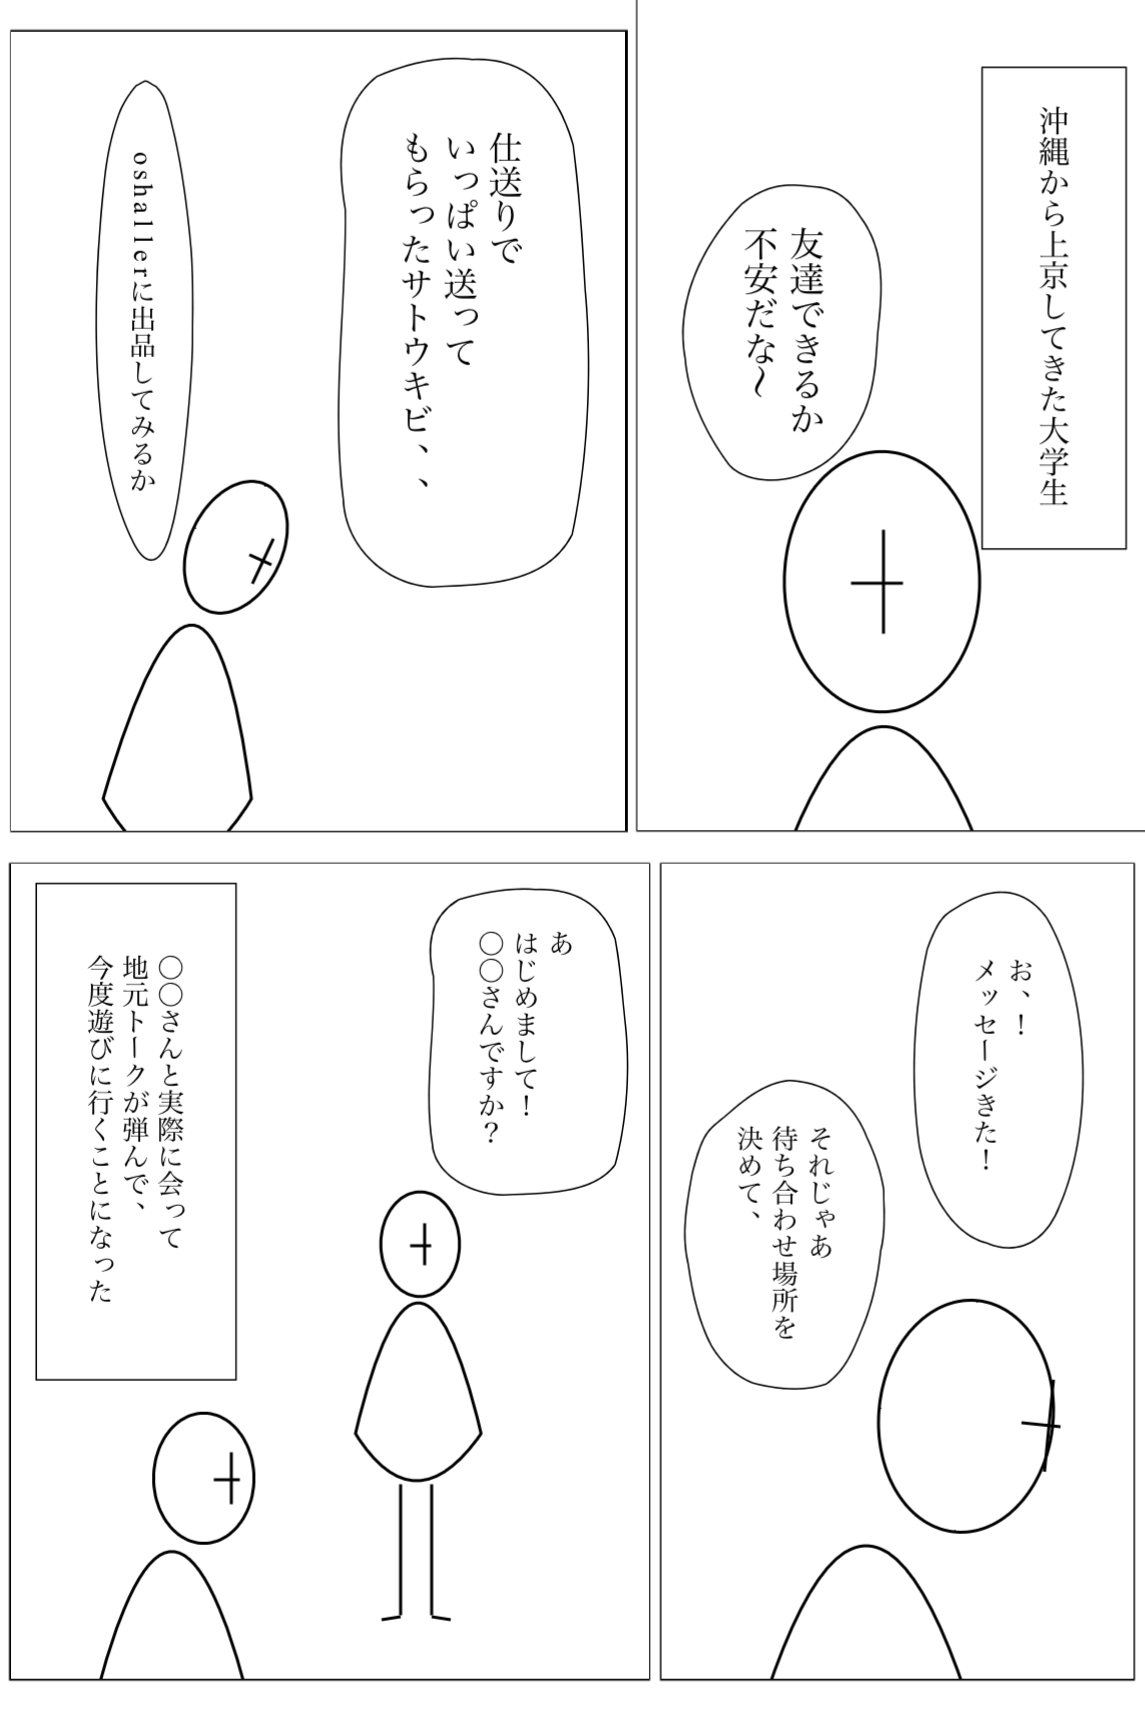 沖縄から上京してきた大学生
友達できるか
不安だな〜
仕送りで
いっぱい送って
もらったサトウキビ、、
oshallerに出品してみるか
お、！
メッセージきた！
それじゃあ
待ち合わせ場所を
決めて、
あ
はじめまして！
〇〇さんですか？
〇〇さんと実際に会って
地元トークが弾んで、
今度遊びに行くことになった